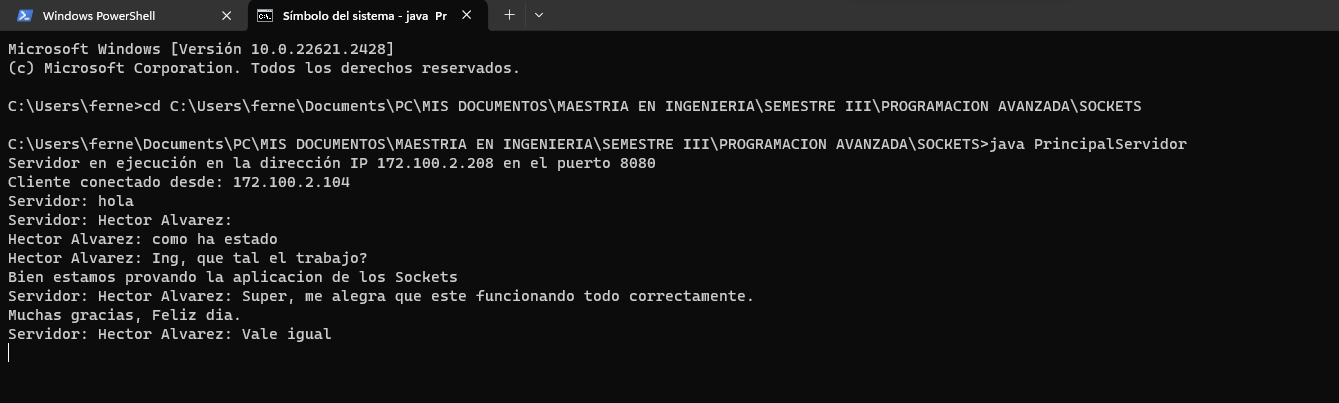 Windows PowerShell
Símbolo del sistema - java Pr
Microsoft Windows [Versión 10.0.22621.2428]
(c) Microsoft Corporation. Todos los derechos reservados.
C:\Users\ferne>cd C:\Users\ferne\Documents\PC\MIS DOCUMENTOS\MAESTRIA EN INGENIERIA\SEMESTRE III\PROGRAMACION AVANZADA\SOCKETS
C:\Users\ferne\Documents\PC\MIS DOCUMENTOS\MAESTRIA EN INGENIERIA\SEMESTRE III\PROGRAMACION AVANZADA\SOCKETS>java PrincipalServidor
Servidor en ejecución en la dirección IP 172.100.2.208 en el puerto 8080
Cliente conectado desde: 172.100.2.104
Servidor: hola
Servidor: Hector Alvarez:
Hector Alvarez: como ha estado
Hector Alvarez: Ing, que tal el trabajo?
Bien estamos provando la aplicacion de los Sockets
Servidor: Hector Alvarez: Super, me alegra que este funcionando todo correctamente.
Muchas gracias, Feliz dia.
Servidor: Hector Alvarez: Vale igual